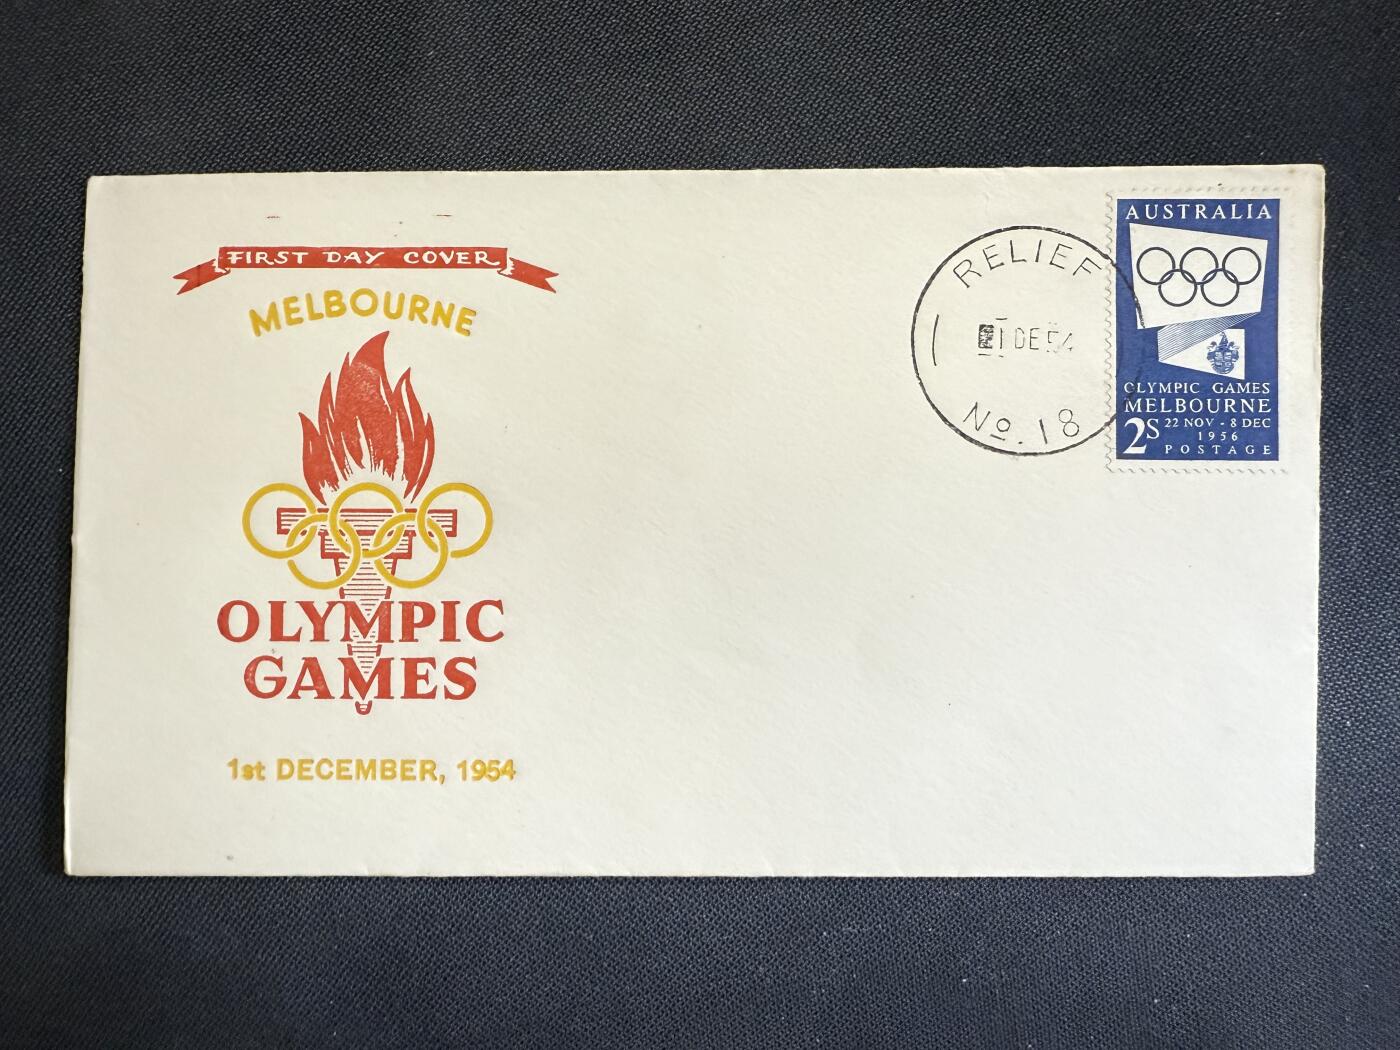 FIRST DAY COVER
MELBOURNE
OLYMPIC
GAMES
1st DECEMBER, 1954
RELIEF
1 DE 54
No. 18
AUSTRALIA
OLYMPIC GAMES
MELBOURNE
2S 22 NOV - 8 DEC
1956
POSTAGE